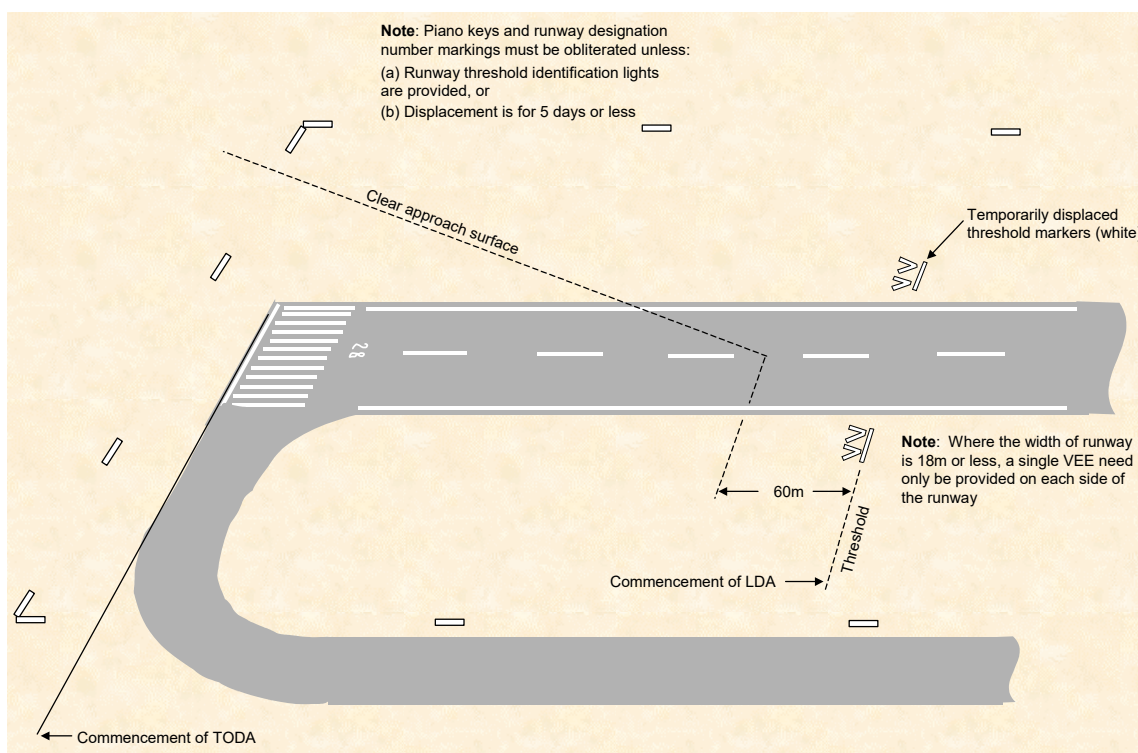 Note: Piano keys and runway designation
number markings must be obliterated unless:
(a) Runway threshold identification lights
are provided, or
(b) Displacement is for 5 days or less
Clear approach surface
Temporarily displaced
threshold markers (white
28
Note: Where the width of runway
is 18m or less, a single VEE need
only be provided on each side of
the runway
60m
Threshold
Commencement of LDA
Commencement of TODA